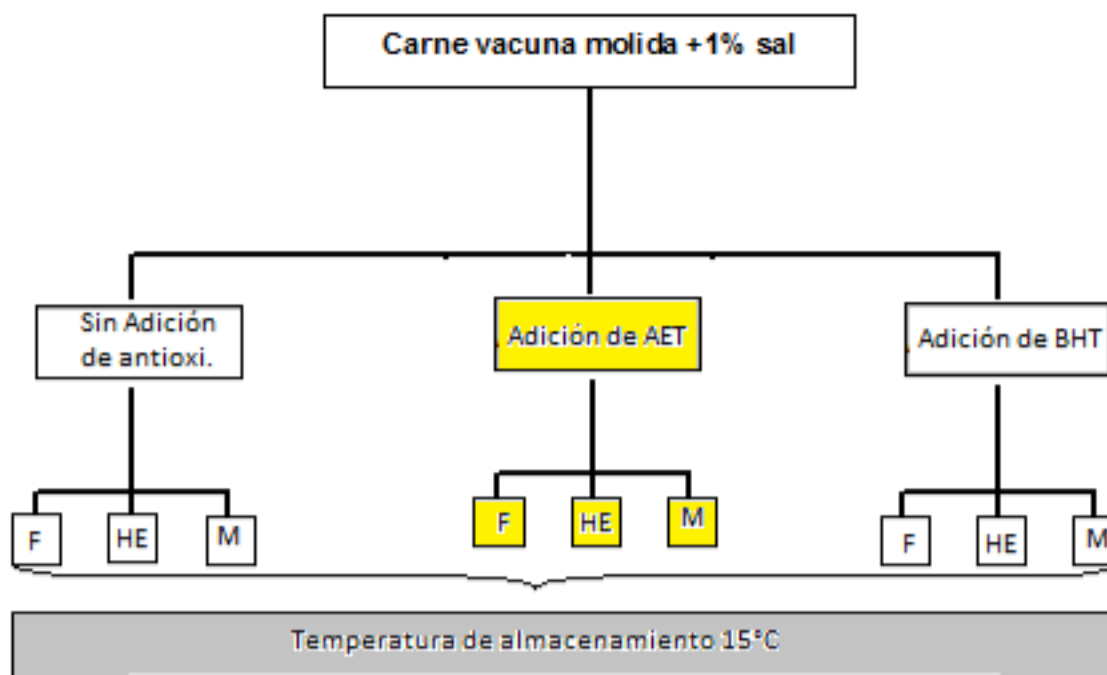 Carne vacuna molida +1% sal
Sin Adición
de antioxi.
Adición de AET
Adición de BHT
F
HE
M
F
HE
M
F
HE
M
Temperatura de almacenamiento 15°C